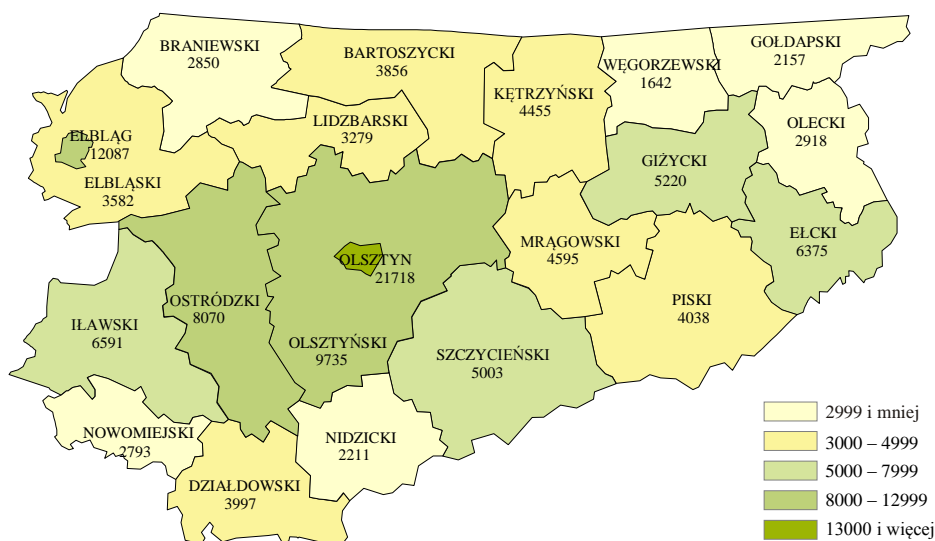 BRANIEWSKI
2850
BARTOSZYCKI
3856
GOŁDAPSKI
2157
WĘGORZEWSKI
1642
KĘTRZYŃSKI
4455
LIDZBARSKI
3279
OLECKI
2918
ELBLĄG
12087
GIŻYCKI
5220
ELBLĄSKI
3582
EŁCKI
6375
MRĄGOWSKI
4595
OLSZTYN
21718
OSTRÓDZKI
8070
PISKI
4038
IŁAWSKI
6591
OLSZTYŃSKI
9735
SZCZYCIEŃSKI
5003
NOWOMIEJSKI
2793
NIDZICKI
2211
DZIAŁDOWSKI
3997
2999 i mniej
3000 – 4999
5000 – 7999
8000 – 12999
13000 i więcej